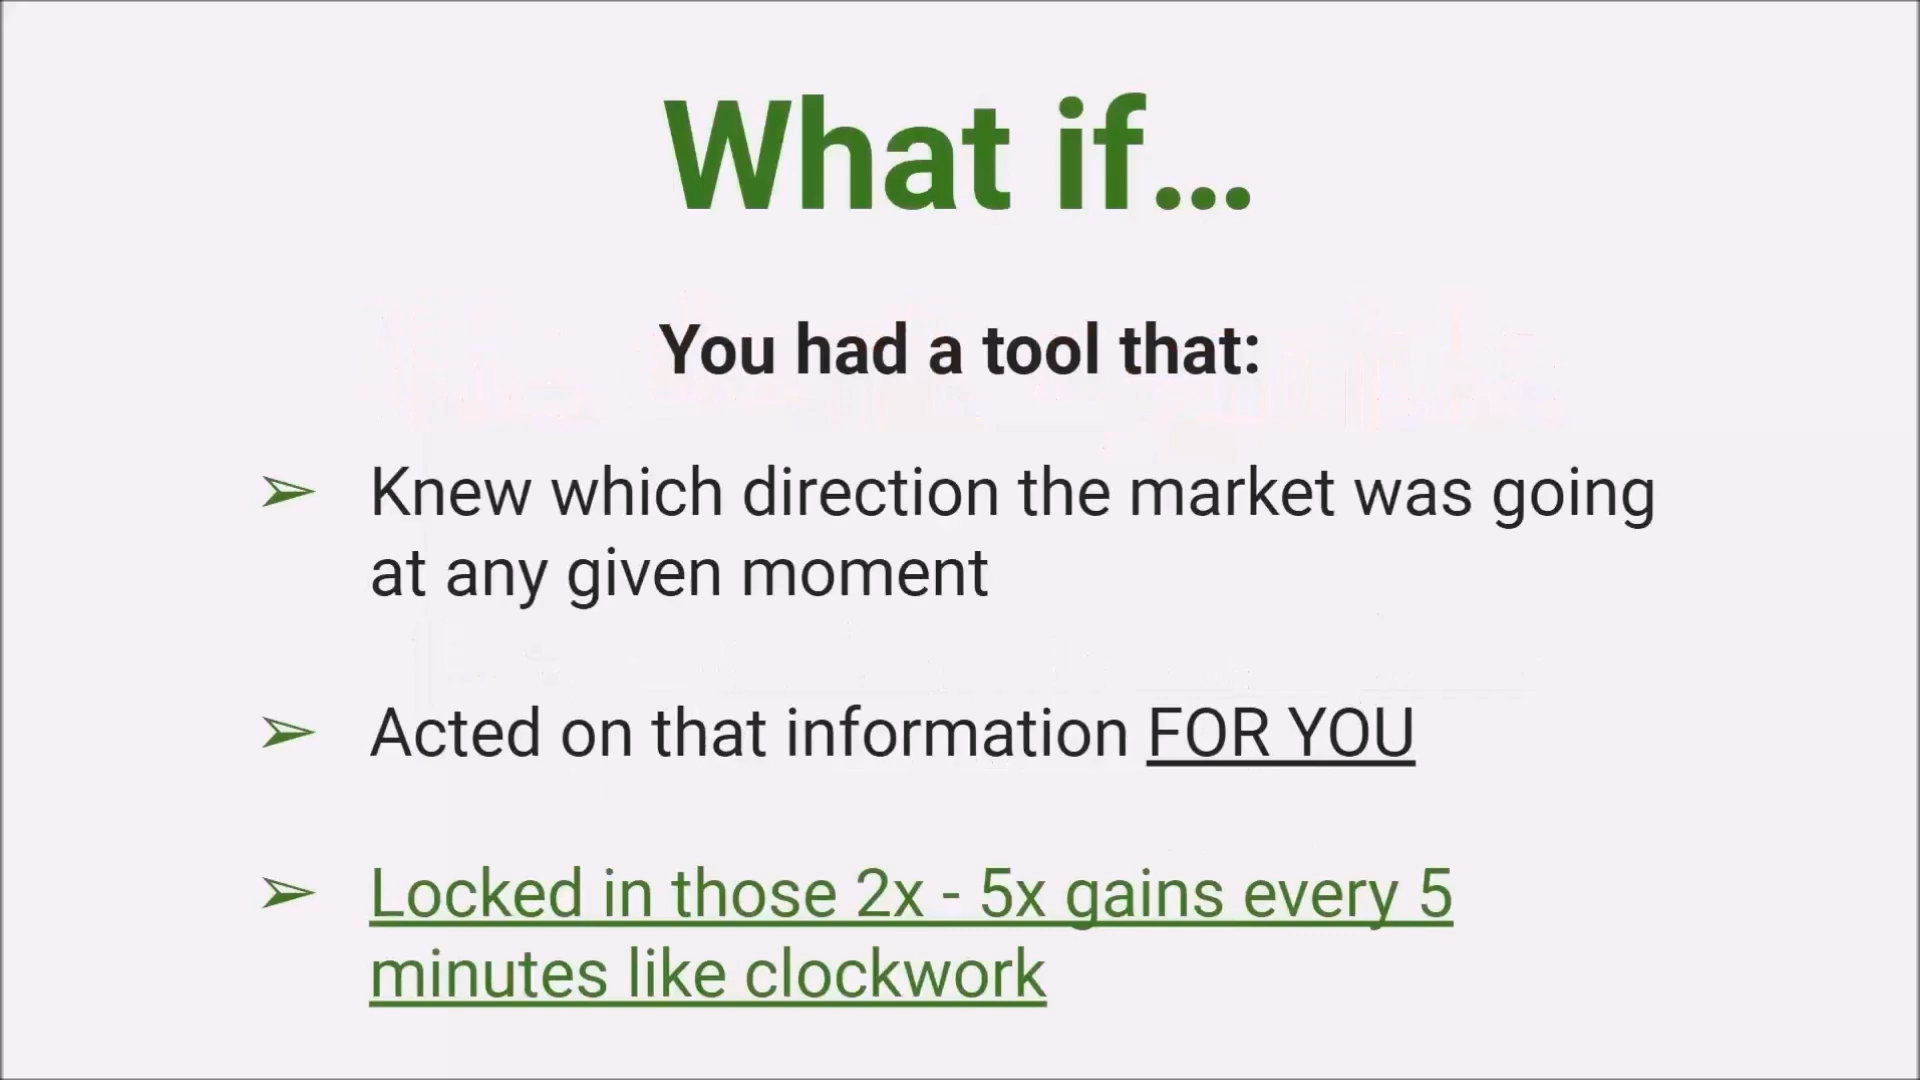 What if...
You had a tool that:
➢ Knew which direction the market was going
at any given moment
➢ Acted on that information FOR YOU
➢ Locked in those 2x - 5x gains every 5
minutes like clockwork